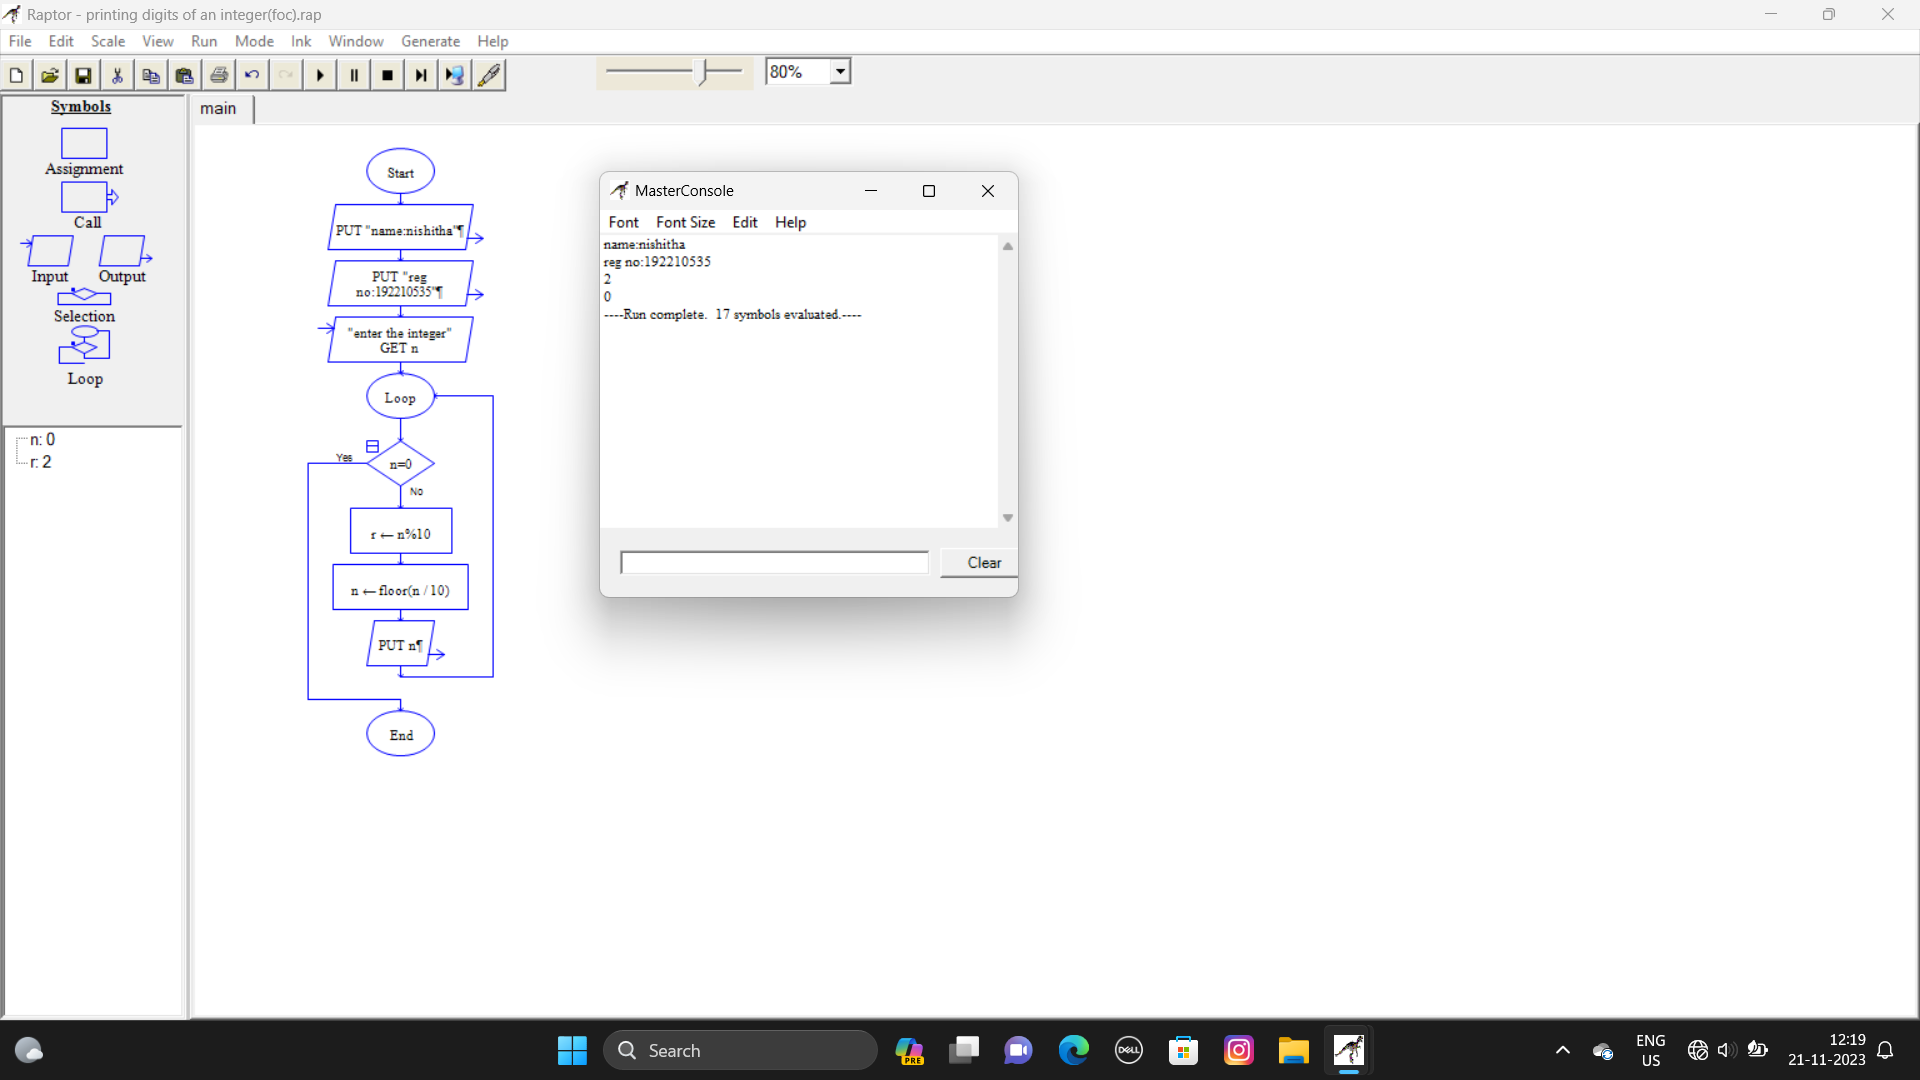 Raptor - printing digits of an integer(foc).rap
File Edit Scale View Run Mode Ink Window Generate Help
80%
Symbols
Assignment
Call
Input Output
Selection
Loop
n: 0
r: 2
main
Start
PUT "name:nishitha"¶
PUT "reg
no:192210535"¶
"enter the integer"
GET n
Loop
Yes
n=0
No
r ← n%10
n ← floor(n / 10)
PUT n¶
End
MasterConsole
Font Font Size Edit Help
name:nishitha
reg no:192210535
2
0
----Run complete. 17 symbols evaluated.----
Clear
Search
PRE
DELL
ENG
US
12:19
21-11-2023